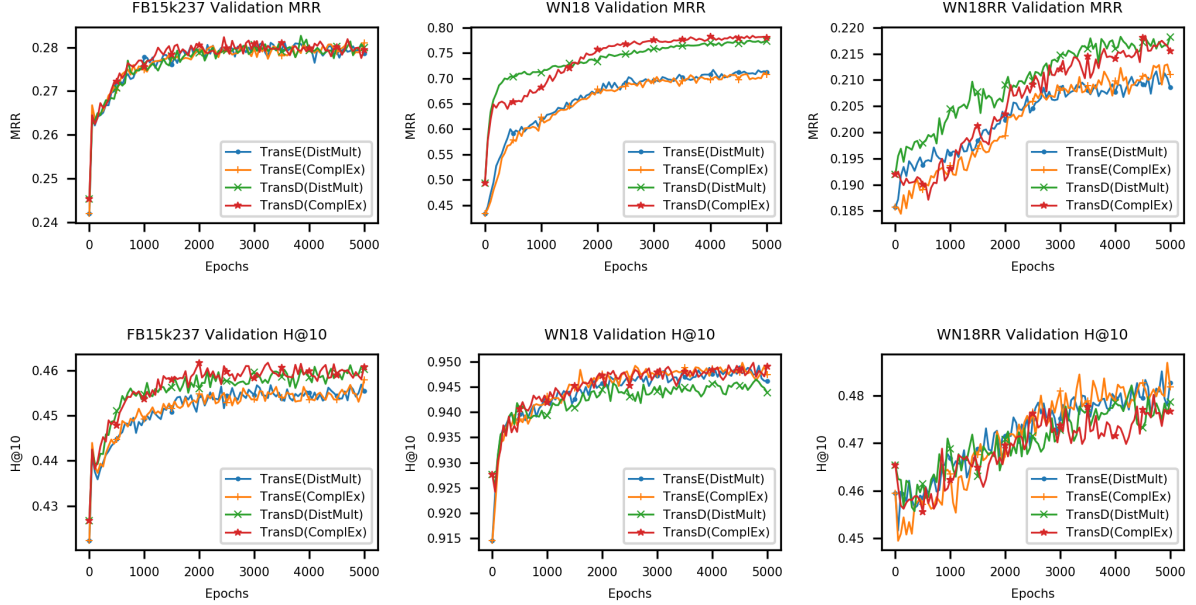 FB15k237 Validation MRR
MRR
0.28
0.27
0.26
0.25
0.24
TransE(DistMult)
TransE(ComplEx)
TransD(DistMult)
TransD(ComplEx)
0 1000 2000 3000 4000 5000
Epochs
WN18 Validation MRR
MRR
0.80
0.75
0.70
0.65
0.60
0.55
0.50
0.45
TransE(DistMult)
TransE(ComplEx)
TransD(DistMult)
TransD(ComplEx)
0 1000 2000 3000 4000 5000
Epochs
WN18RR Validation MRR
MRR
0.220
0.215
0.210
0.205
0.200
0.195
0.190
0.185
TransE(DistMult)
TransE(ComplEx)
TransD(DistMult)
TransD(ComplEx)
0 1000 2000 3000 4000 5000
Epochs
FB15k237 Validation H@10
H@10
0.46
0.45
0.44
0.43
TransE(DistMult)
TransE(ComplEx)
TransD(DistMult)
TransD(ComplEx)
0 1000 2000 3000 4000 5000
Epochs
WN18 Validation H@10
H@10
0.950
0.945
0.940
0.935
0.930
0.925
0.920
0.915
TransE(DistMult)
TransE(ComplEx)
TransD(DistMult)
TransD(ComplEx)
0 1000 2000 3000 4000 5000
Epochs
WN18RR Validation H@10
H@10
0.48
0.47
0.46
0.45
TransE(DistMult)
TransE(ComplEx)
TransD(DistMult)
TransD(ComplEx)
0 1000 2000 3000 4000 5000
Epochs